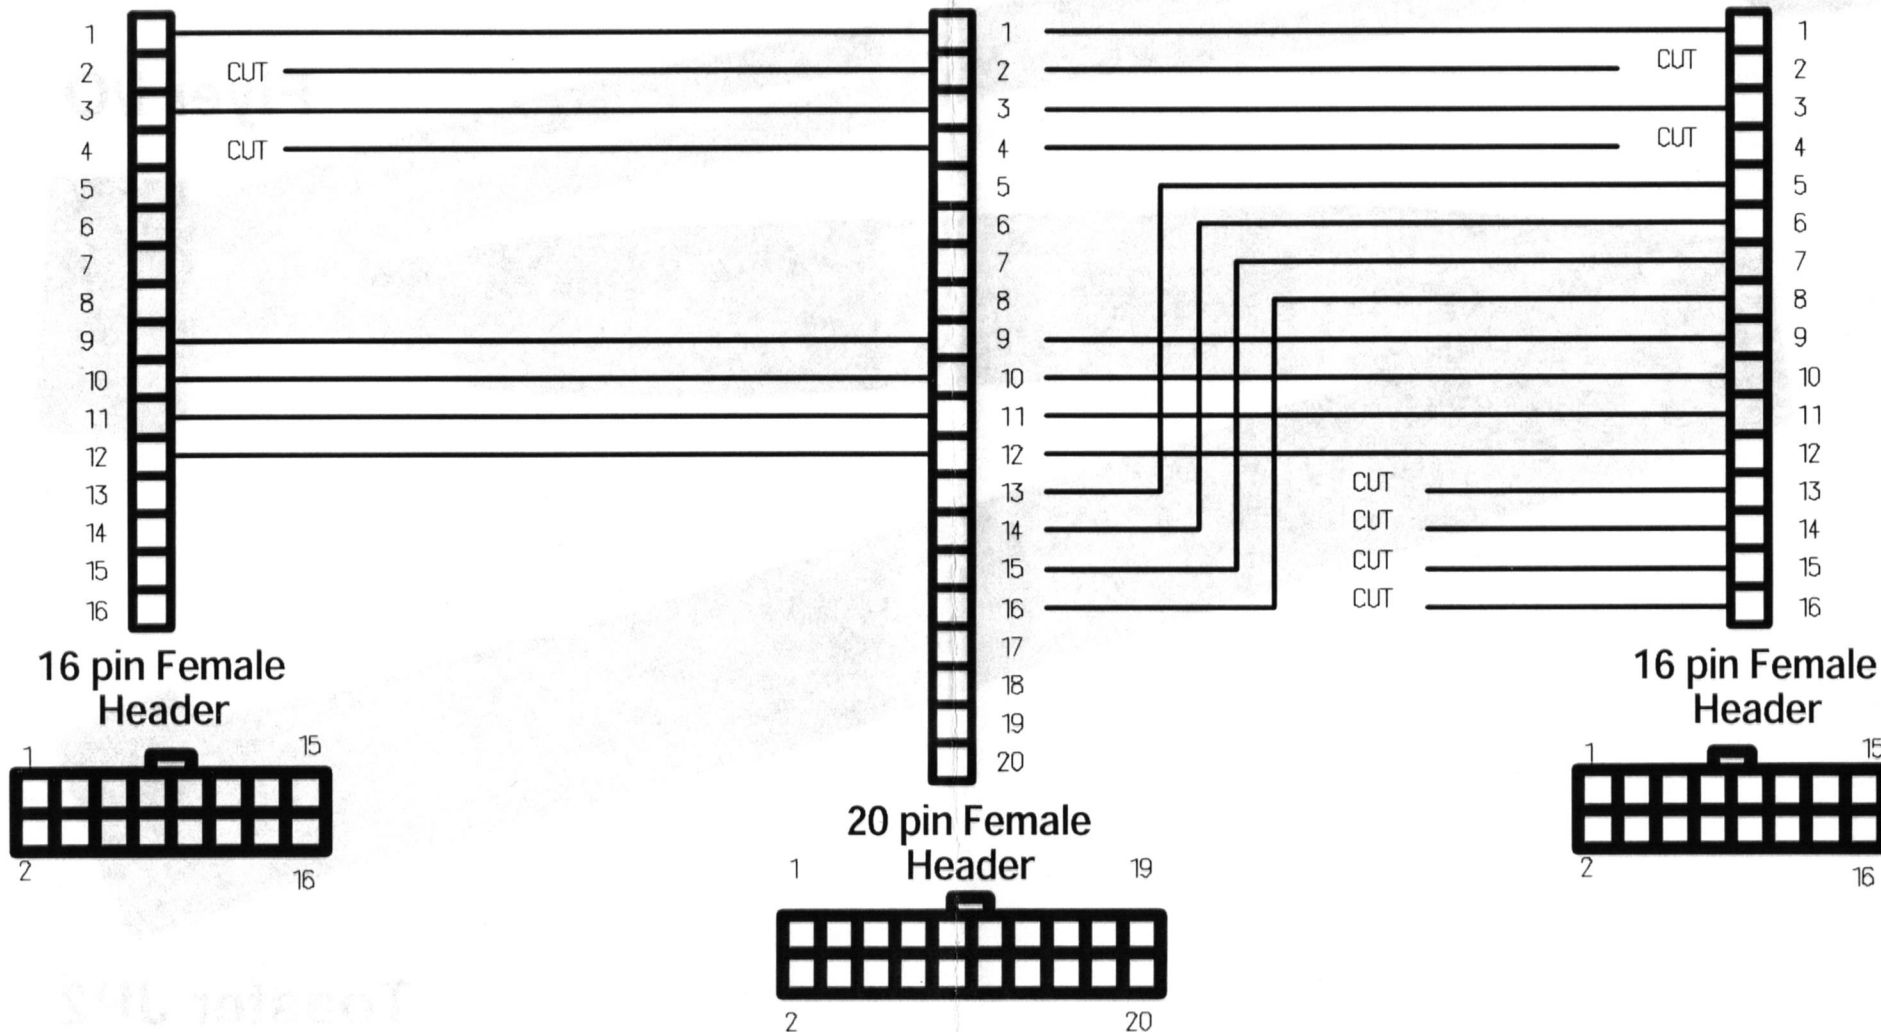 1 1 1
2 CUT 2 CUT 2
3 3 3
4 CUT 4 CUT 4
5 5 5
6 6 6
7 7 7
8 8 8
9 9 9
10 10 10
11 11 11
12 12 12
13 13 CUT 13
14 14 CUT 14
15 15 CUT 15
16 16 CUT 16
17
18
19
20
16 pin Female
Header
1 15
2 16
20 pin Female
Header
1 19
2 20
16 pin Female
Header
1 15
2 16
Toaster JP2